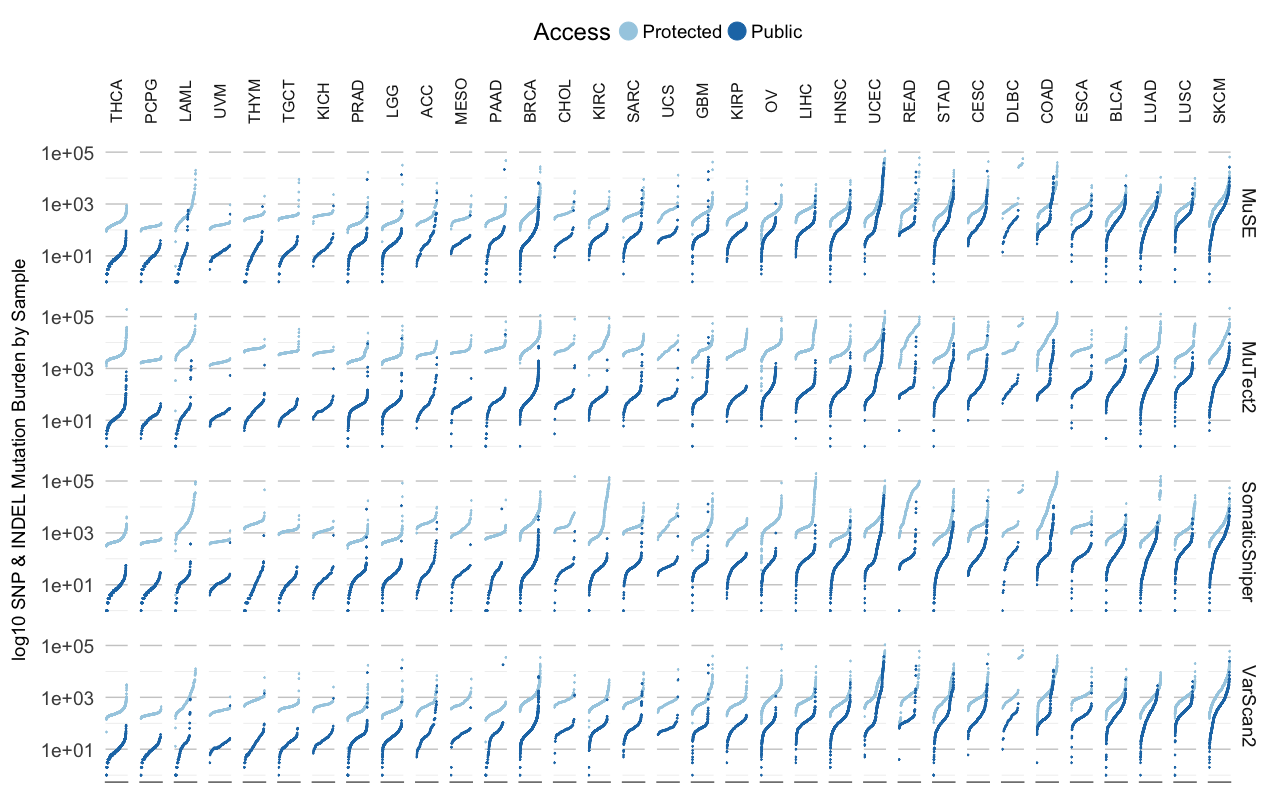 Access Protected Public
THCA PCPG LAML UVM THYM TGCT KICH PRAD LGG ACC MESO PAAD BRCA CHOL KIRC SARC UCS GBM KIRP OV LIHC HNSC UCEC READ STAD CESC DLBC COAD ESCA BLCA LUAD LUSC SKCM
log10 SNP & INDEL Mutation Burden by Sample
1e+05
1e+03
1e+01
MuSE
1e+05
1e+03
1e+01
MuTect2
1e+05
1e+03
1e+01
SomaticSniper
1e+05
1e+03
1e+01
VarScan2